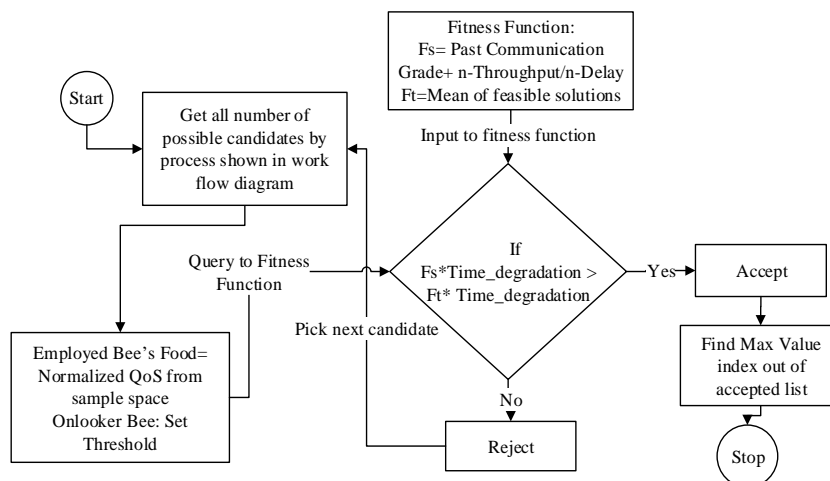 Fitness Function:
Fs= Past Communication
Grade+ n-Throughput/n-Delay
Ft=Mean of feasible solutions
Start
Get all number of
possible candidates by
process shown in work
flow diagram
Input to fitness function
If
Fs*Time_degradation >
Ft* Time_degradation
Query to Fitness
Function
Yes
Accept
Pick next candidate
Employed Bee's Food=
Normalized QoS from
sample space
Onlooker Bee: Set
Threshold
Find Max Value
index out of
accepted list
No
Reject
Stop